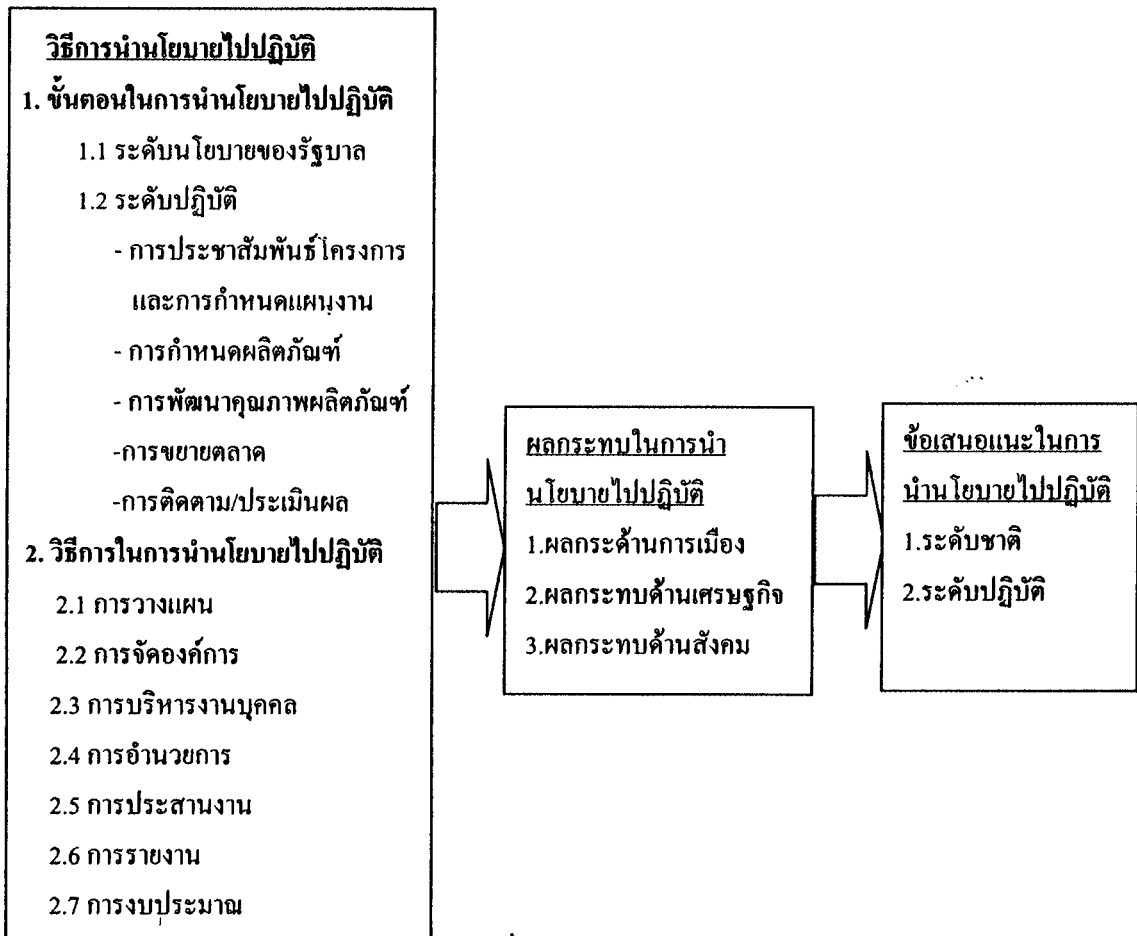 วิธีการนำนโยบายไปปฏิบัติ
1. ขั้นตอนในการนำนโยบายไปปฏิบัติ
1.1 ระดับนโยบายของรัฐบาล
1.2 ระดับปฏิบัติ
- การประชาสัมพันธ์โครงการ
และการกำหนดแผนงาน
- การกำหนดผลิตภัณฑ์
- การพัฒนาคุณภาพผลิตภัณฑ์
-การขยายตลาด
-การติดตาม/ประเมินผล
2. วิธีการในการนำนโยบายไปปฏิบัติ
2.1 การวางแผน
2.2 การจัดองค์การ
2.3 การบริหารงานบุคคล
2.4 การอำนวยการ
2.5 การประสานงาน
2.6 การรายงาน
2.7 การงบประมาณ
ผลกระทบในการนำ
นโยบายไปปฏิบัติ
1.ผลกระด้านการเมือง
2.ผลกระทบด้านเศรษฐกิจ
3.ผลกระทบด้านสังคม
ข้อเสนอแนะในการ
นำนโยบายไปปฏิบัติ
1.ระดับชาติ
2.ระดับปฏิบัติ